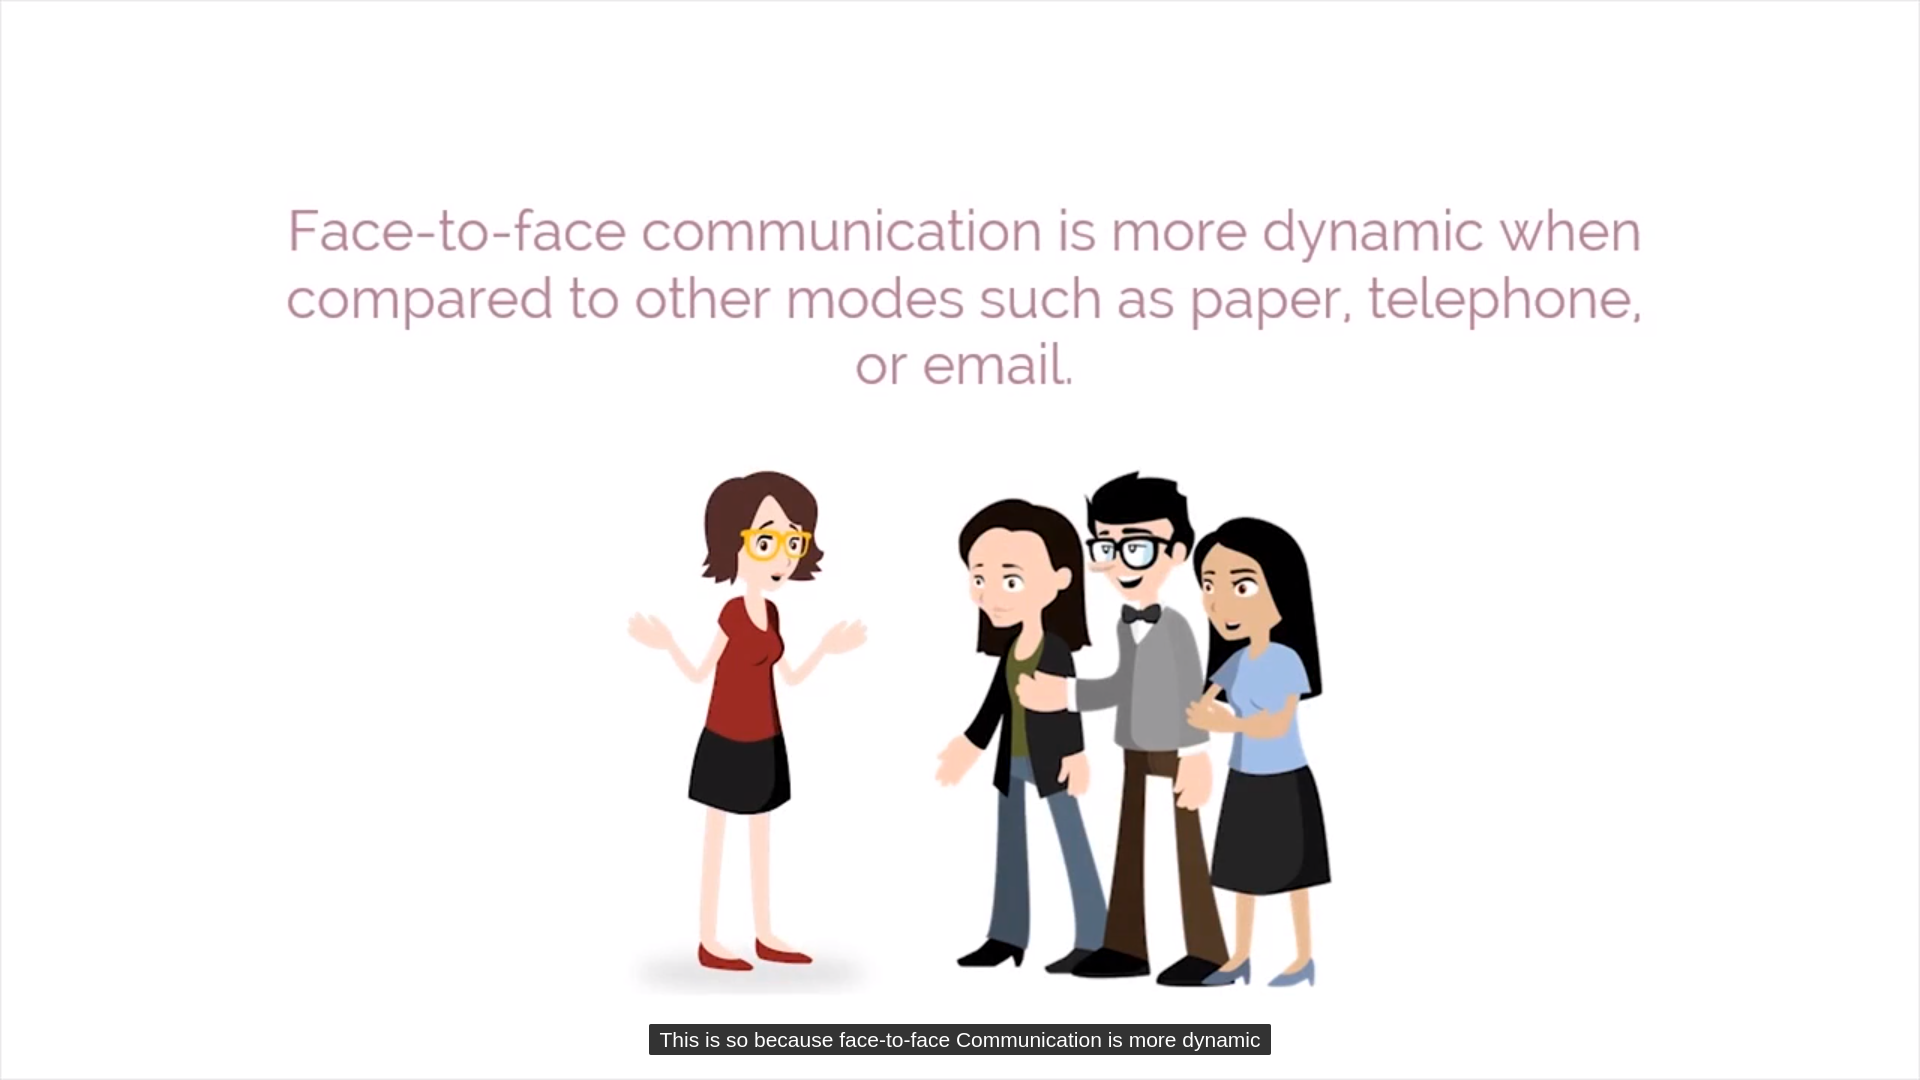 Face-to-face communication is more dynamic when
compared to other modes such as paper, telephone,
or email.
This is so because face-to-face Communication is more dynamic